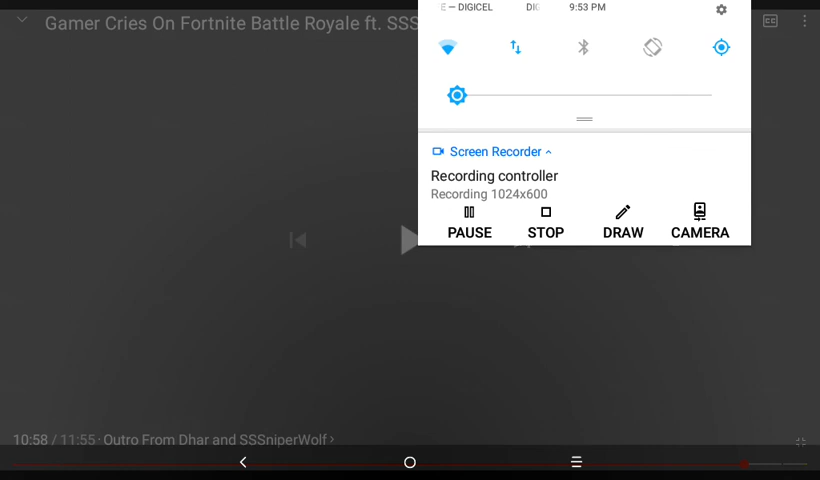 E — DIGICEL DIG 9:53 PM
Gamer Cries On Fortnite Battle Royale ft. SSS
CC
Screen Recorder
Recording controller
Recording 1024x600
PAUSE STOP DRAW CAMERA
10:58 / 11:55 · Outro From Dhar and SSSniperWolf